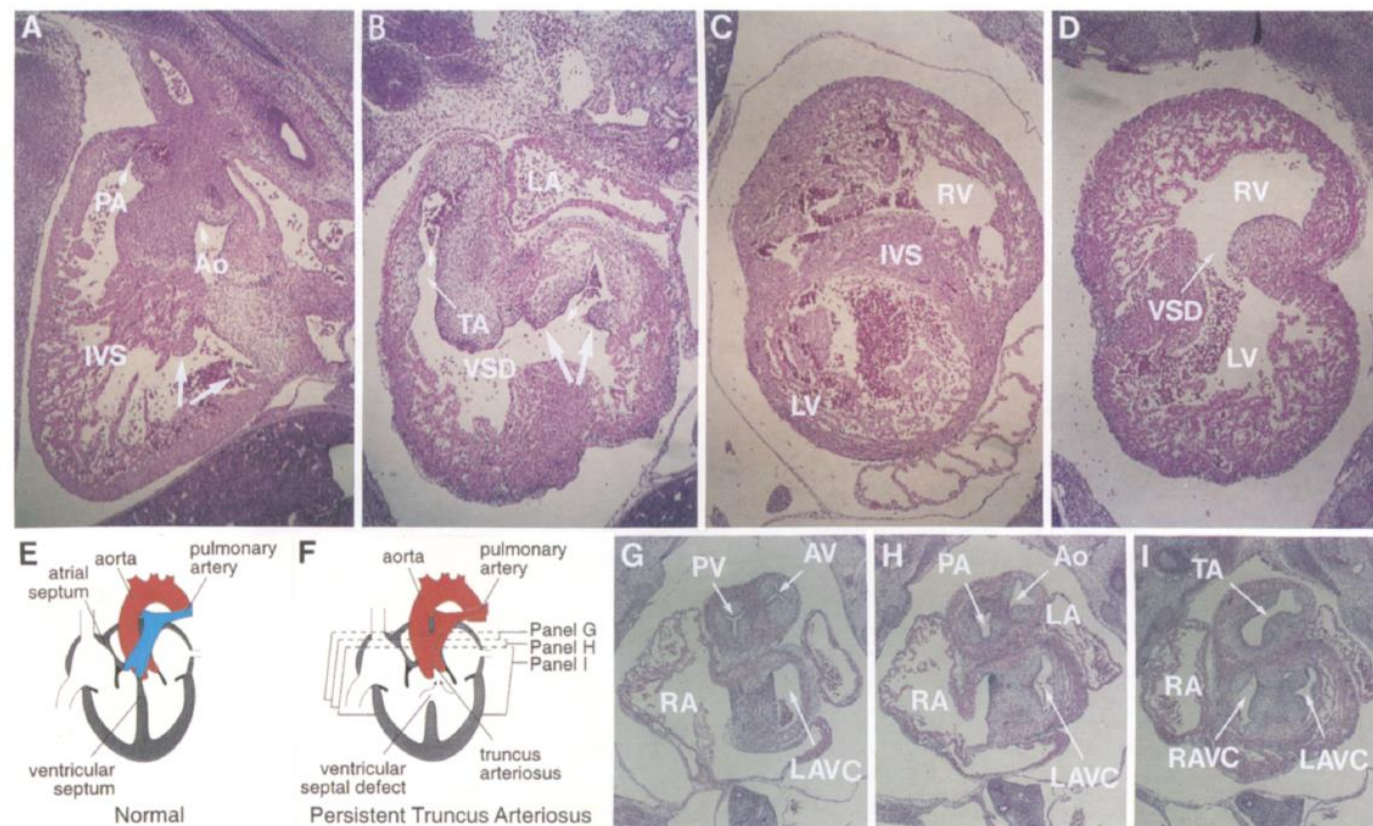 A
PA
Ao
IVS
B
LA
TA
VSD
C
RV
IVS
LV
D
RV
VSD
LV
E
aorta
pulmonary
artery
atrial
septum
ventricular
septum
Normal
F
aorta
pulmonary
artery
Panel G
Panel H
Panel I
ventricular
septal defect
truncus
arteriosus
Persistent Truncus Arteriosus
G
PV
AV
RA
LAVC
H
PA
Ao
LA
RA
LAVC
I
TA
RA
RAVC
LAVC